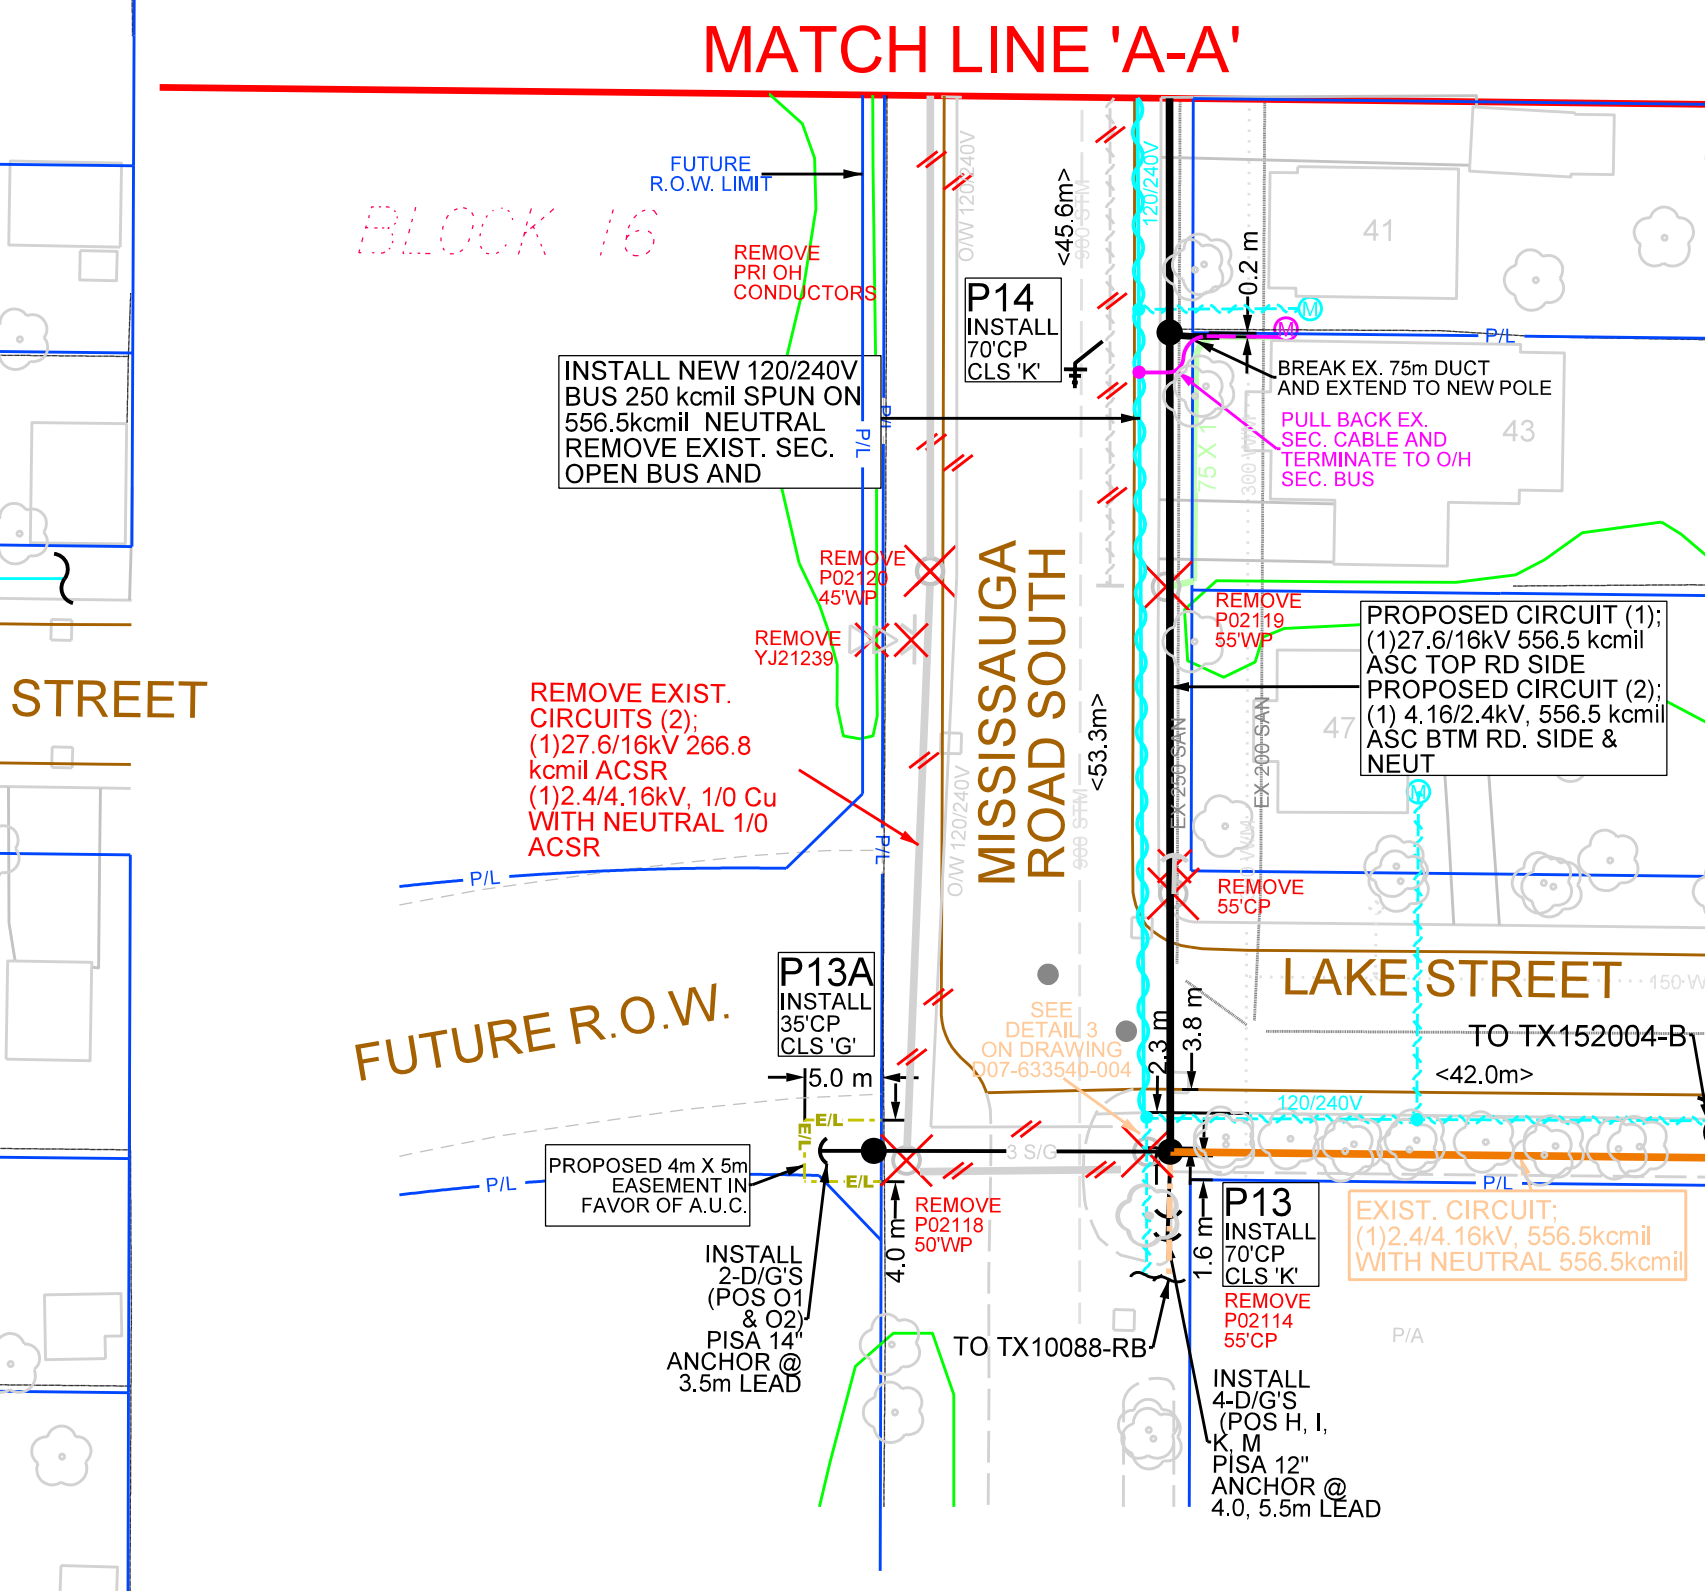 MATCH LINE 'A-A'
FUTURE
R.O.W. LIMIT
BLOCK 16
REMOVE
PRI OH
CONDUCTORS
O/W 120/240V
<45.6m>
900 STM
120/240V
0.2 m
41
M
M
P/L
P14
INSTALL
70'CP
CLS 'K'
BREAK EX. 75m DUCT
AND EXTEND TO NEW POLE
PULL BACK EX.
SEC. CABLE AND
TERMINATE TO O/H
SEC. BUS
43
75 X
300 WM
INSTALL NEW 120/240V
BUS 250 kcmil SPUN ON
556.5kcmil NEUTRAL
REMOVE EXIST. SEC.
OPEN BUS AND
P/L
P/L
REMOVE
P02120
45'WP
REMOVE
YJ21239
MISSISSAUGA
ROAD SOUTH
REMOVE
P02119
55'WP
PROPOSED CIRCUIT (1);
(1)27.6/16kV 556.5 kcmil
ASC TOP RD SIDE
PROPOSED CIRCUIT (2);
(1) 4.16/2.4kV, 556.5 kcmil
ASC BTM RD. SIDE &
NEUT
STREET
REMOVE EXIST.
CIRCUITS (2);
(1)27.6/16kV 266.8
kcmil ACSR
(1)2.4/4.16kV, 1/0 Cu
WITH NEUTRAL 1/0
ACSR
<53.3m>
EX 250 SAN
EX 200 SAN
47
M
O/W 120/240V
900 STM
P/L
P/L
REMOVE
55'CP
P13A
INSTALL
35'CP
CLS 'G'
FUTURE R.O.W.
LAKE STREET
150 W
SEE
DETAIL 3
ON DRAWING
D07-633540-004
2.3 m
3.8 m
TO TX152004-B
<42.0m>
5.0 m
120/240V
E/L
E/L
E/L
3 S/G
PROPOSED 4m X 5m
EASEMENT IN
FAVOR OF A.U.C.
P/L
P/L
REMOVE
P02118
50'WP
4.0 m
1.6 m
P13
INSTALL
70'CP
CLS 'K'
EXIST. CIRCUIT;
(1)2.4/4.16kV, 556.5kcmil
WITH NEUTRAL 556.5kcmil
INSTALL
2-D/G'S
(POS O1
& O2)
PISA 14"
ANCHOR @
3.5m LEAD
REMOVE
P02114
55'CP
TO TX10088-RB
P/A
INSTALL
4-D/G'S
(POS H, I,
K, M
PISA 12"
ANCHOR @
4.0, 5.5m LEAD